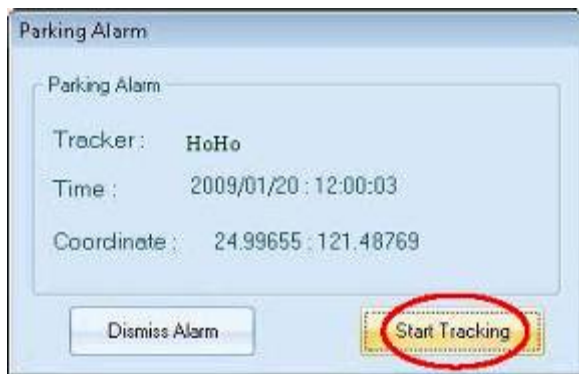 Parking Alarm
Parking Alarm
Tracker : HoHo
Time : 2009/01/20 : 12:00:03
Coordinate : 24.99655 : 121.48769
Dismiss Alarm Start Tracking